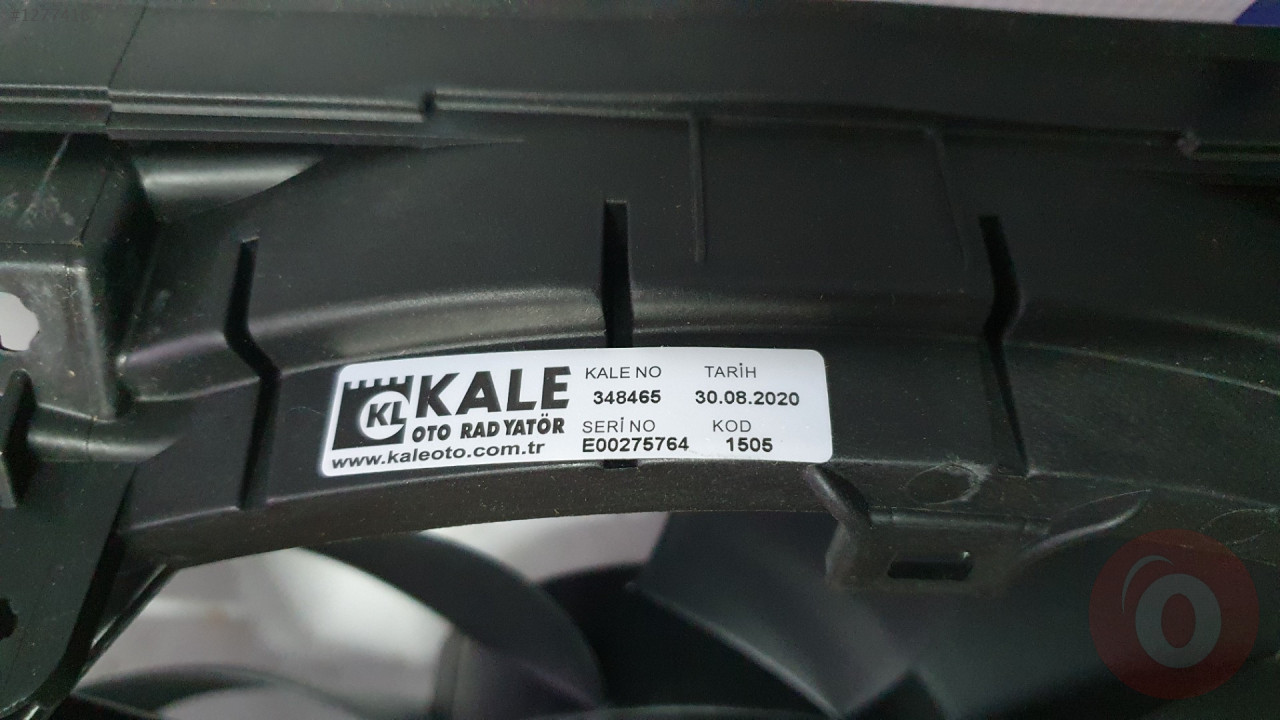 KL KALE
OTO RADYATÖR
www.kaleoto.com.tr
KALE NO TARİH
348465 30.08.2020
SERİ NO KOD
E00275764 1505
O